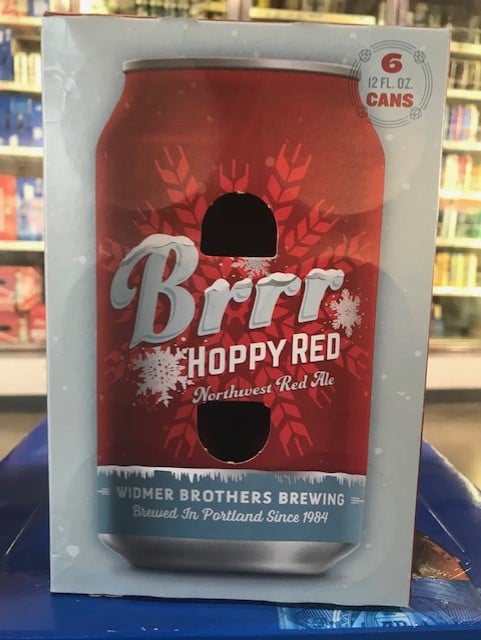 6
12 FL. OZ.
CANS
Brrr
HOPPY RED
Northwest Red Ale
WIDMER BROTHERS BREWING
Brewed In Portland Since 1984